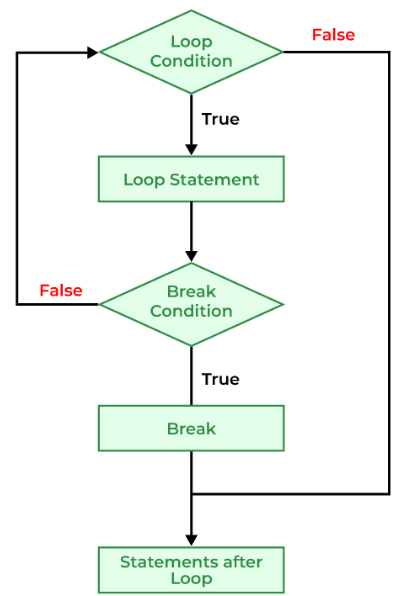 Loop
Condition
False
True
Loop Statement
False
Break
Condition
True
Break
Statements after
Loop